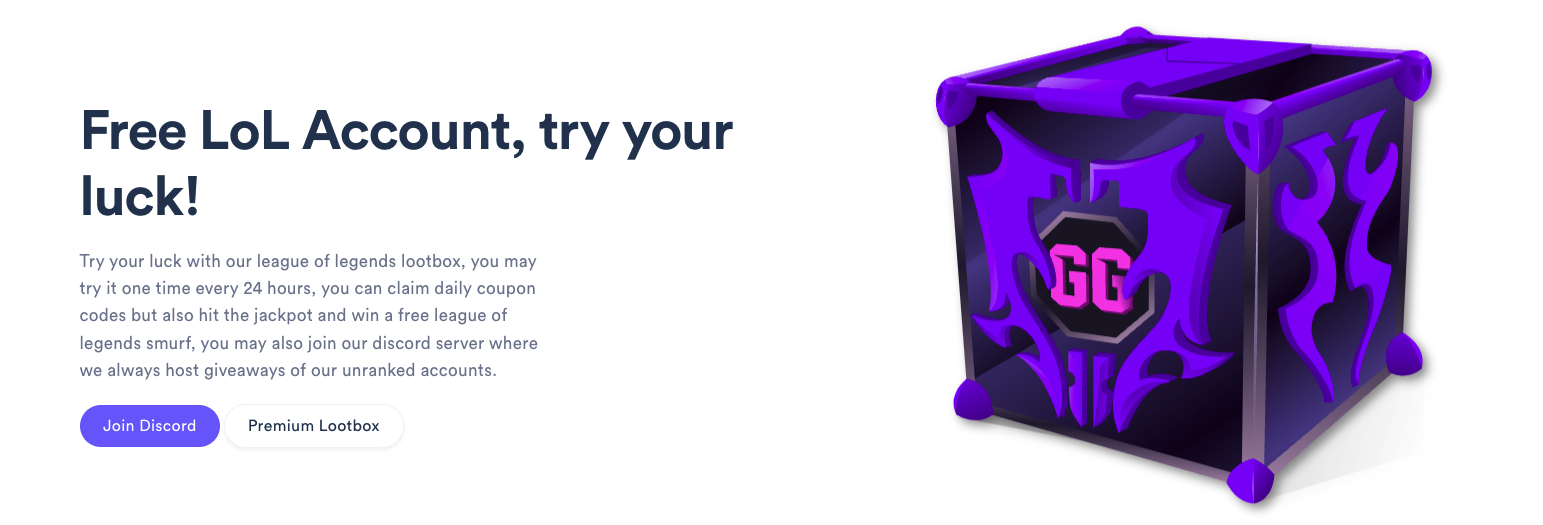 Free LoL Account, try your
luck!
Try your luck with our league of legends lootbox, you may
try it one time every 24 hours, you can claim daily coupon
codes but also hit the jackpot and win a free league of
legends smurf, you may also join our discord server where
we always host giveaways of our unranked accounts.
Join Discord Premium Lootbox
GG